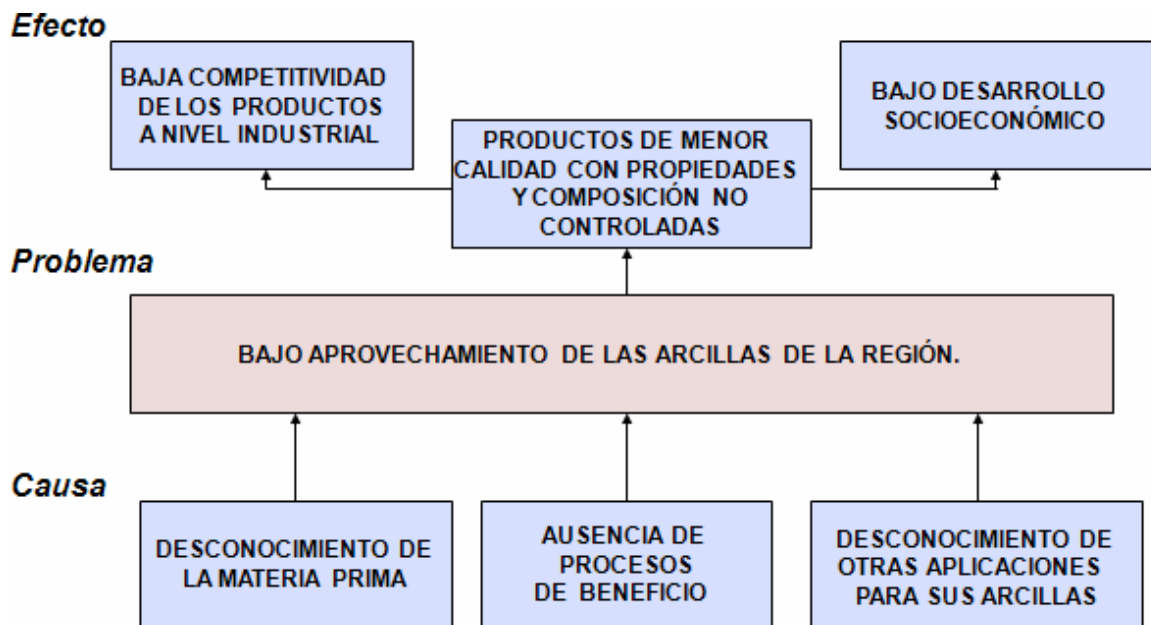 Efecto
BAJA COMPETITIVIDAD
DE LOS PRODUCTOS
A NIVEL INDUSTRIAL
PRODUCTOS DE MENOR
CALIDAD CON PROPIEDADES
Y COMPOSICIÓN NO
CONTROLADAS
BAJO DESARROLLO
SOCIOECONÓMICO
Problema
BAJO APROVECHAMIENTO DE LAS ARCILLAS DE LA REGIÓN.
Causa
DESCONOCIMIENTO DE
LA MATERIA PRIMA
AUSENCIA DE
PROCESOS
DE BENEFICIO
DESCONOCIMIENTO DE
OTRAS APLICACIONES
PARA SUS ARCILLAS